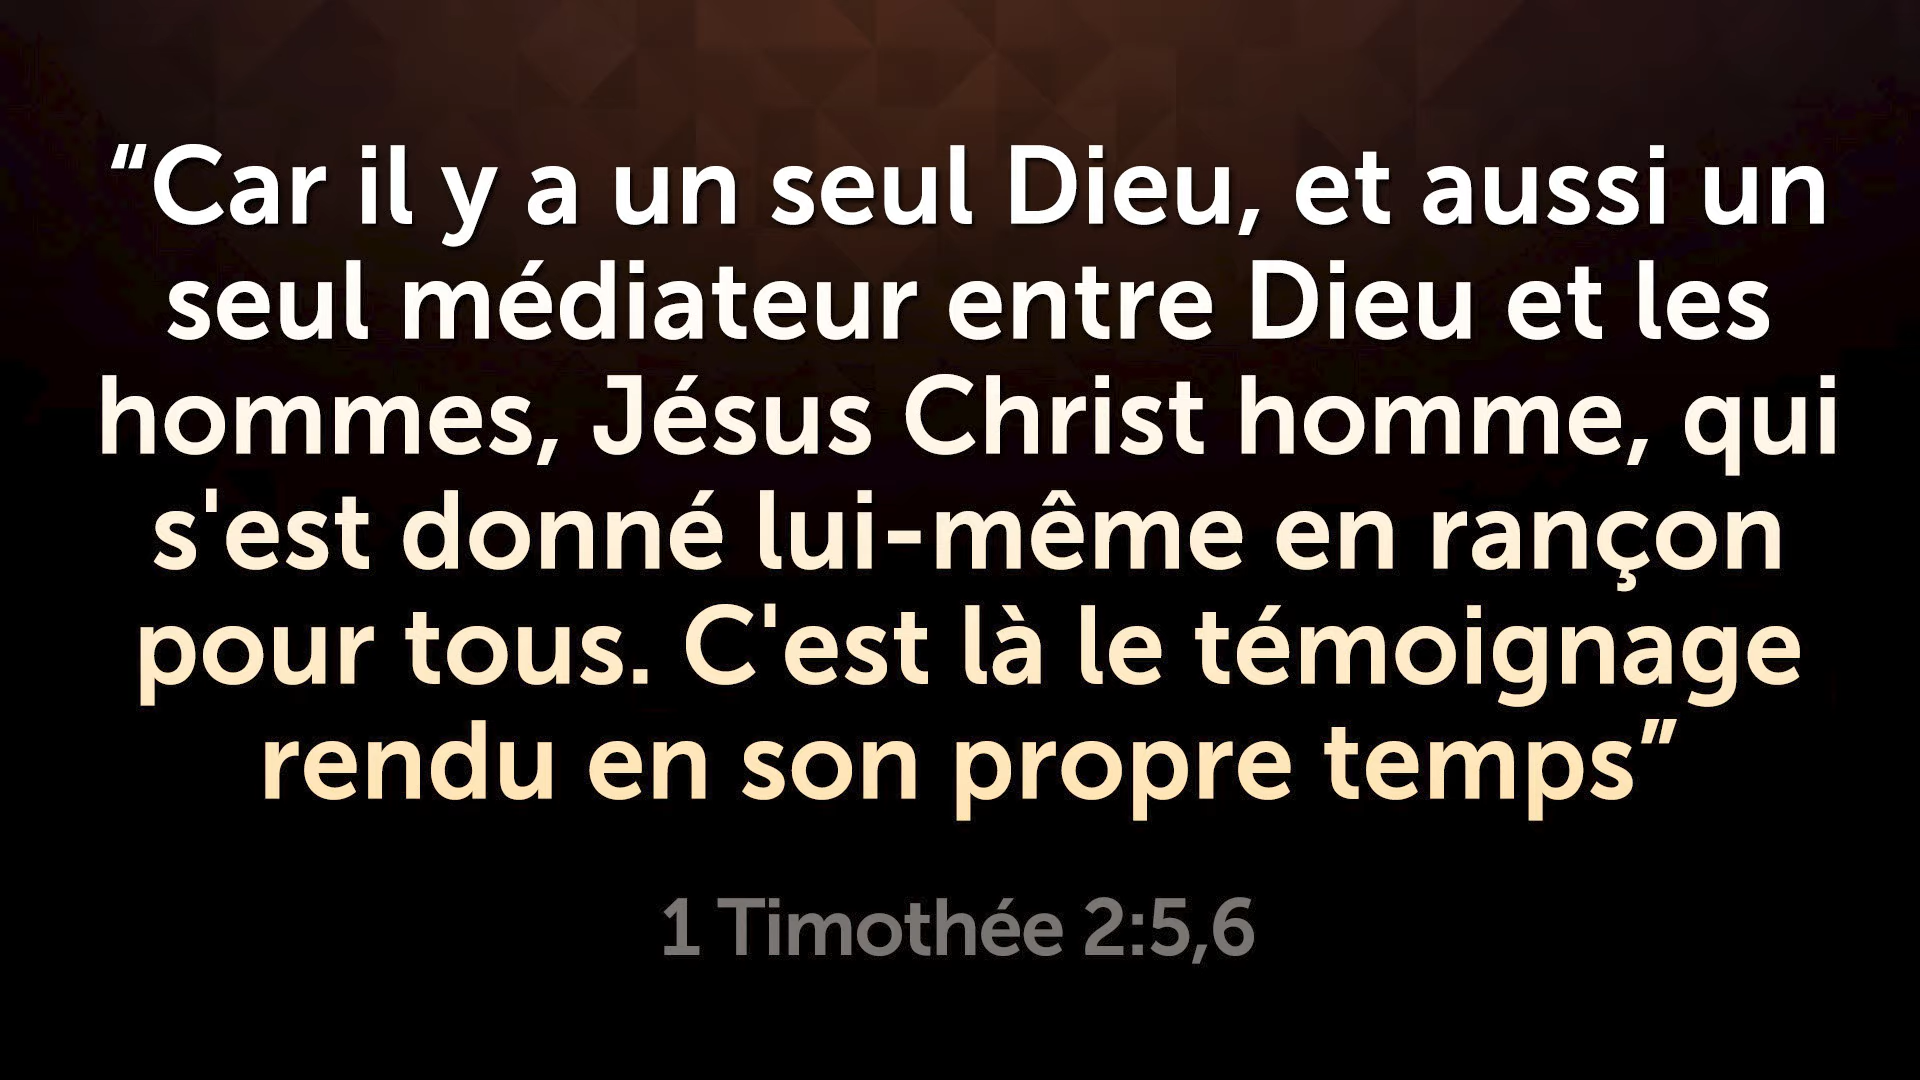 “Car il y a un seul Dieu, et aussi un
seul médiateur entre Dieu et les
hommes, Jésus Christ homme, qui
s'est donné lui-même en rançon
pour tous. C'est là le témoignage
rendu en son propre temps”
1 Timothée 2:5,6